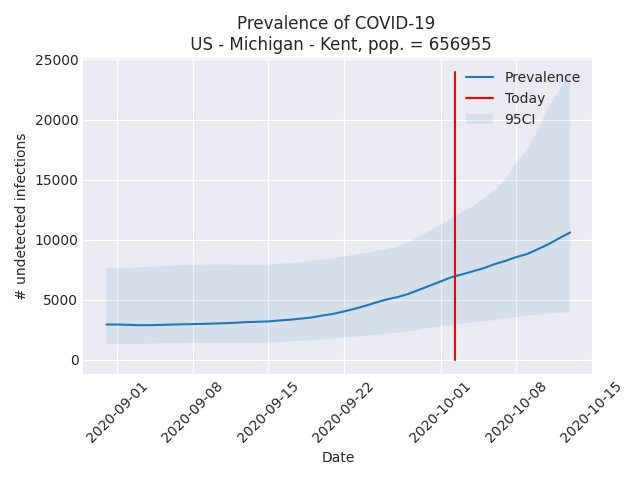 Prevalence of COVID-19
US - Michigan - Kent, pop. = 656955
25000
20000
15000
10000
5000
0
# undetected infections
Prevalence
Today
95CI
2020-09-01
2020-09-08
2020-09-15
2020-09-22
2020-10-01
2020-10-08
2020-10-15
Date